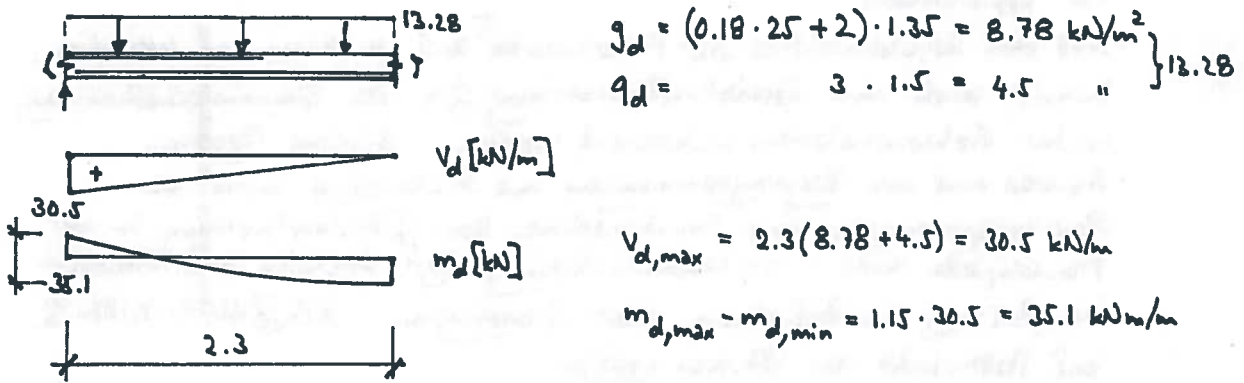 13.28
g_d = (0.18 · 25 + 2) · 1.35 = 8.78 kN/m²
q_d = 3 · 1.5 = 4.5 "
} 13.28
+
v_d [kN/m]
30.5
m_d [kN]
35.1
2.3
v_d,max = 2.3 (8.78 + 4.5) = 30.5 kN/m
m_d,max - m_d,min = 1.15 · 30.5 = 35.1 kNm/m